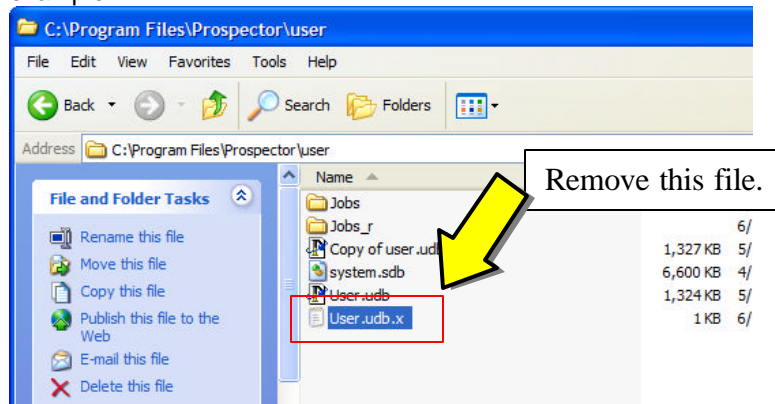 C:\Program Files\Prospector\user
File Edit View Favorites Tools Help
Back Search Folders
Address C:\Program Files\Prospector\user
Name
Remove this file.
File and Folder Tasks
Jobs
Jobs_r 6/
Rename this file
Copy of user.ud 1,327 KB 5/
Move this file
system.sdb 6,600 KB 4/
Copy this file
User.udb 1,324 KB 5/
Publish this file to the
Web
User.udb.x 1 KB 6/
E-mail this file
Delete this file